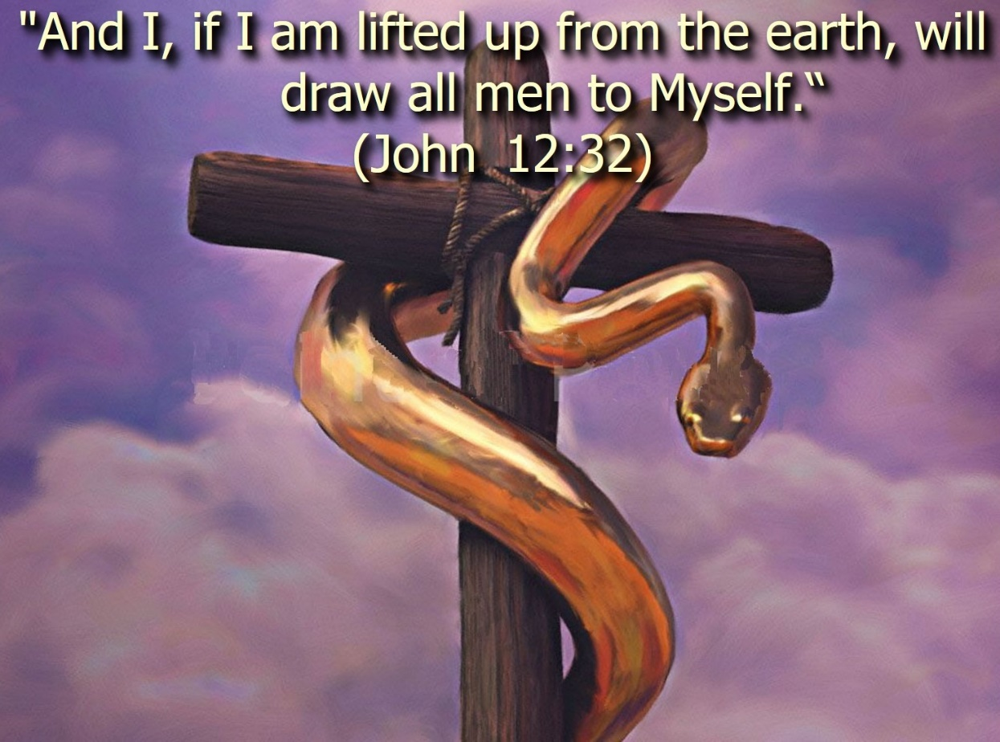 "And I, if I am lifted up from the earth, will
draw all men to Myself.“
(John 12:32)